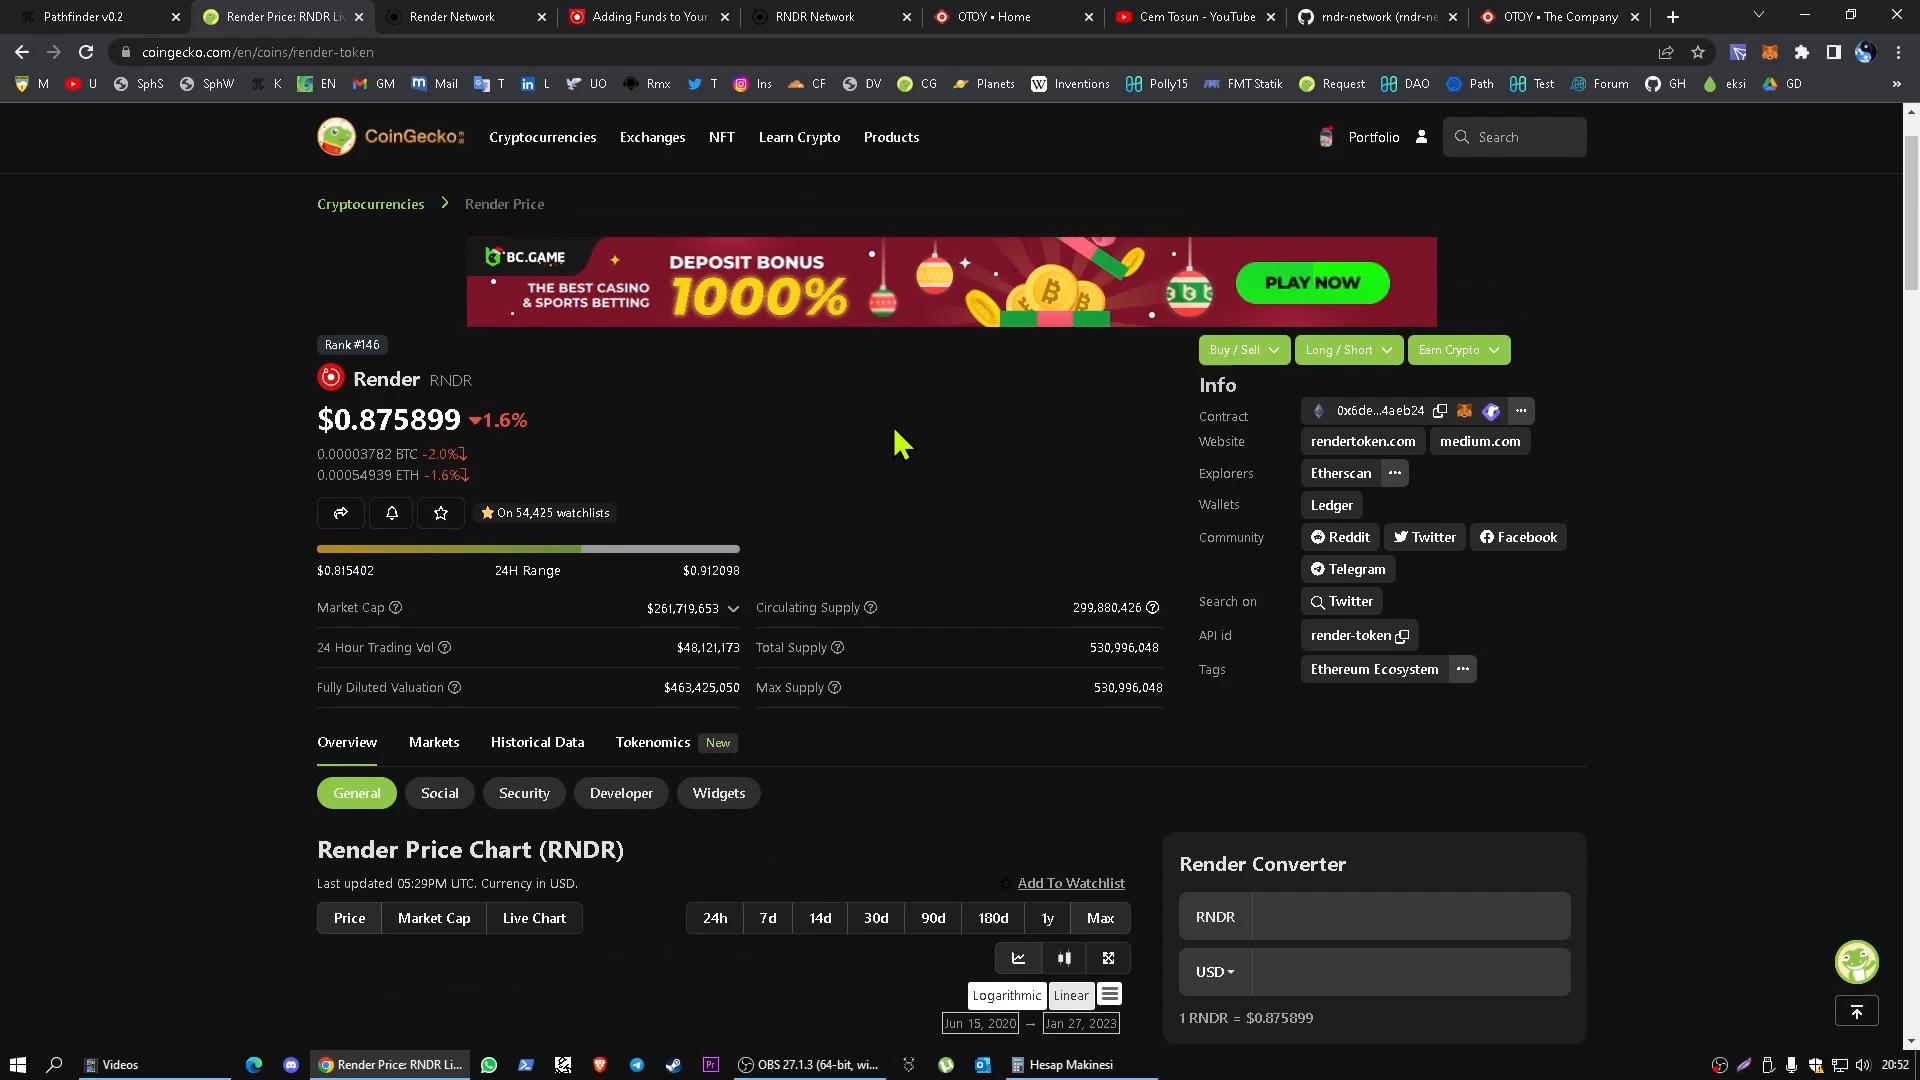 Pathfinder v0.2
Render Price: RNDR Li
Render Network
Adding Funds to Your
RNDR Network
OTOY • Home
Cem Tosun - YouTube
rndr-network (rndr-ne
OTOY • The Company
coingecko.com/en/coins/render-token
M
U
SphS
SphW
K
EN
GM
Mail
T
L
UO
Rmx
T
Ins
CF
DV
CG
Planets
Inventions
Polly15
FMT Statik
Request
DAO
Path
Test
Forum
GH
eksi
GD
»
CoinGecko
Cryptocurrencies
Exchanges
NFT
Learn Crypto
Products
Portfolio
Search
Cryptocurrencies
Render Price
BC.GAME
THE BEST CASINO
& SPORTS BETTING
DEPOSIT BONUS
1000%
PLAY NOW
Rank #146
Render RNDR
$0.875899 1.6%
0.00003782 BTC -2.0%
0.00054939 ETH -1.6%
On 54,425 watchlists
$0.815402
24H Range
$0.912098
Market Cap
$261,719,653
24 Hour Trading Vol
$48,121,173
Fully Diluted Valuation
$463,425,050
Circulating Supply
299,880,426
Total Supply
530,996,048
Max Supply
530,996,048
Buy / Sell
Long / Short
Earn Crypto
Info
Contract
0x6de...4aeb24
Website
rendertoken.com
medium.com
Explorers
Etherscan
Wallets
Ledger
Community
Reddit
Twitter
Facebook
Telegram
Search on
Twitter
API id
render-token
Tags
Ethereum Ecosystem
Overview
Markets
Historical Data
Tokenomics
New
General
Social
Security
Developer
Widgets
Render Price Chart (RNDR)
Last updated 05:29PM UTC. Currency in USD.
Add To Watchlist
Price
Market Cap
Live Chart
24h
7d
14d
30d
90d
180d
1y
Max
Logarithmic
Linear
Jun 15, 2020 → Jan 27, 2023
Render Converter
RNDR
USD
1 RNDR = $0.875899
Videos
Render Price: RNDR Li...
OBS 27.1.3 (64-bit, wi...
Hesap Makinesi
20:52